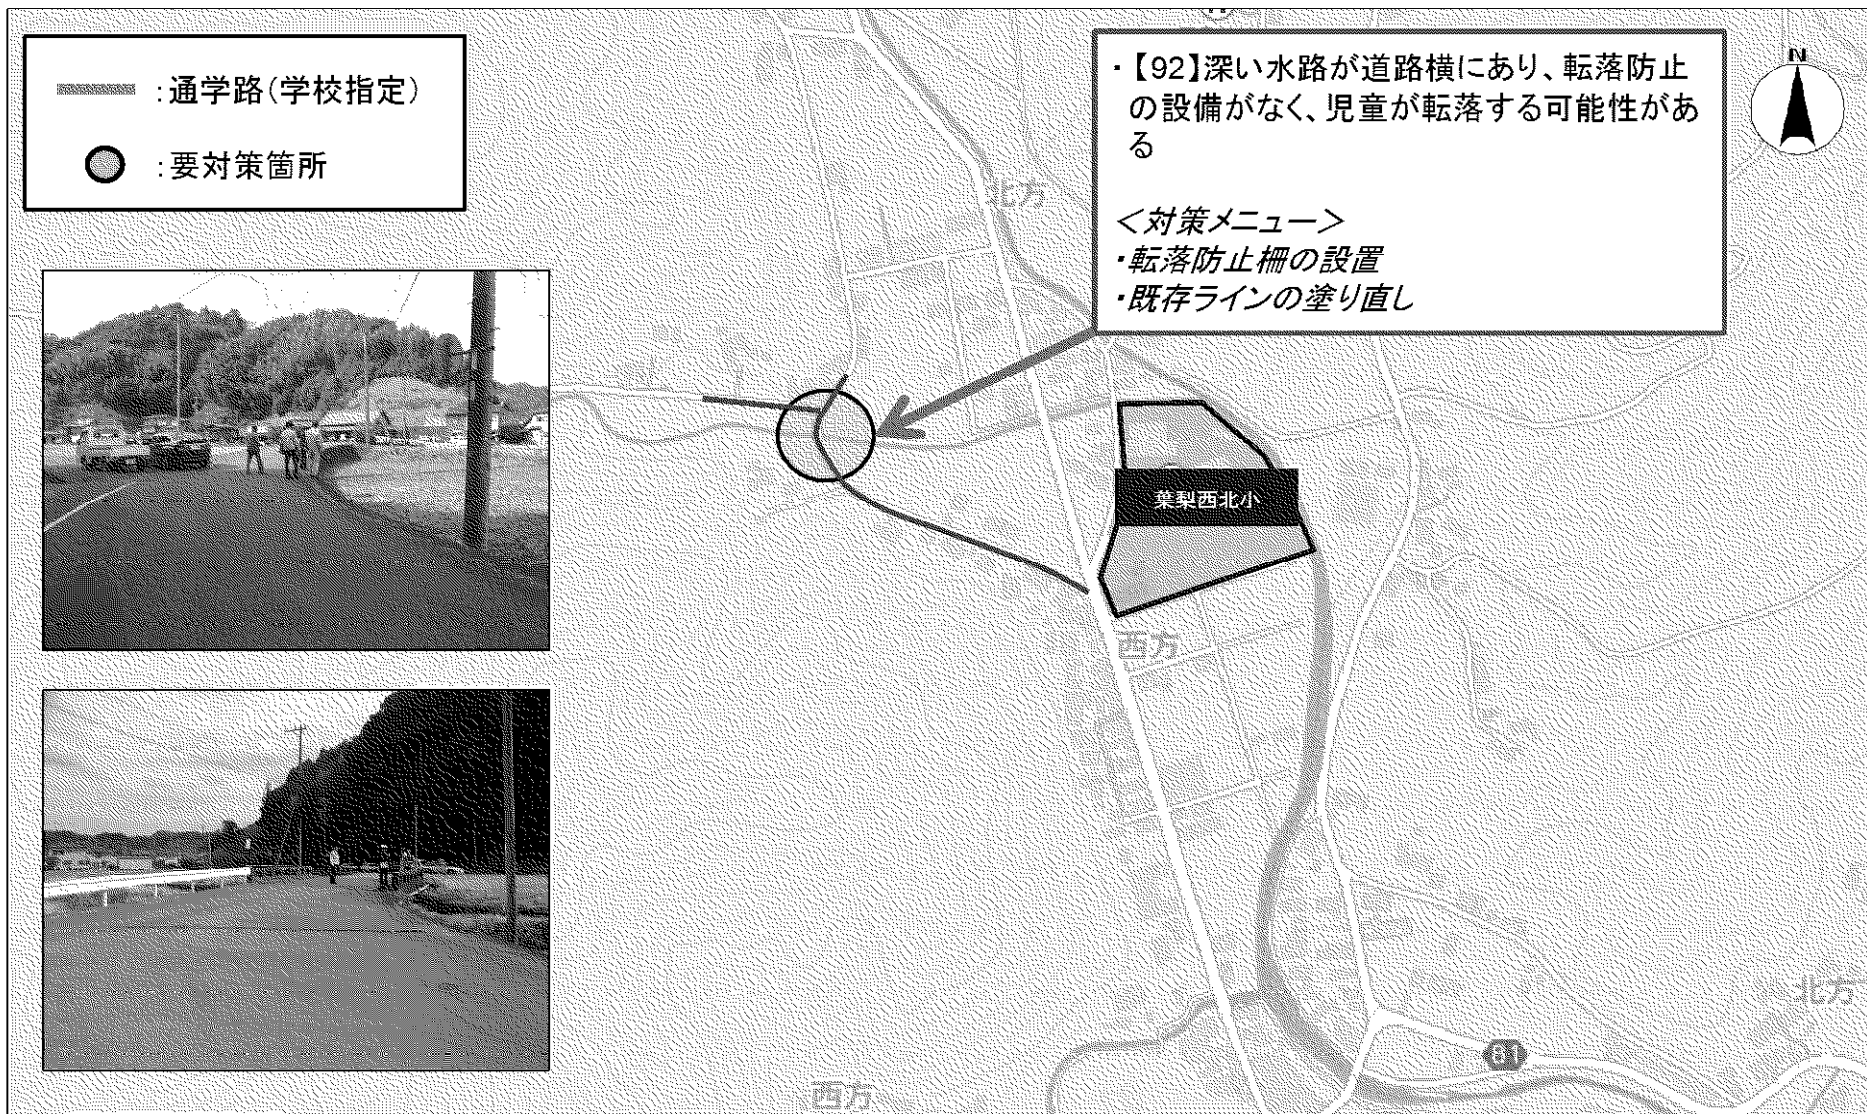 :通学路(学校指定)
:要対策箇所
・【92】深い水路が道路横にあり、転落防止
の設備がなく、児童が転落する可能性があ
る
＜対策メニュー＞
・転落防止柵の設置
・既存ラインの塗り直し
N
北方
葉梨西北小
西方
北方
81
西方